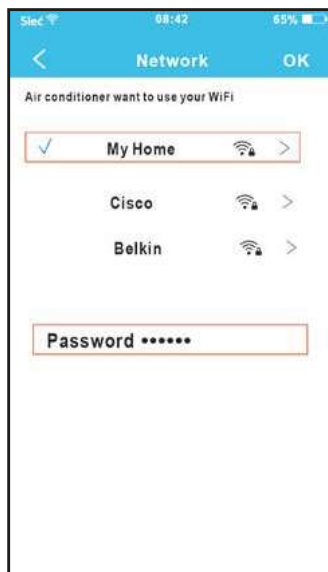 Sieć 08:42 65%
Network OK
Air conditioner want to use your WiFi
My Home
Cisco
Belkin
Password ••••••